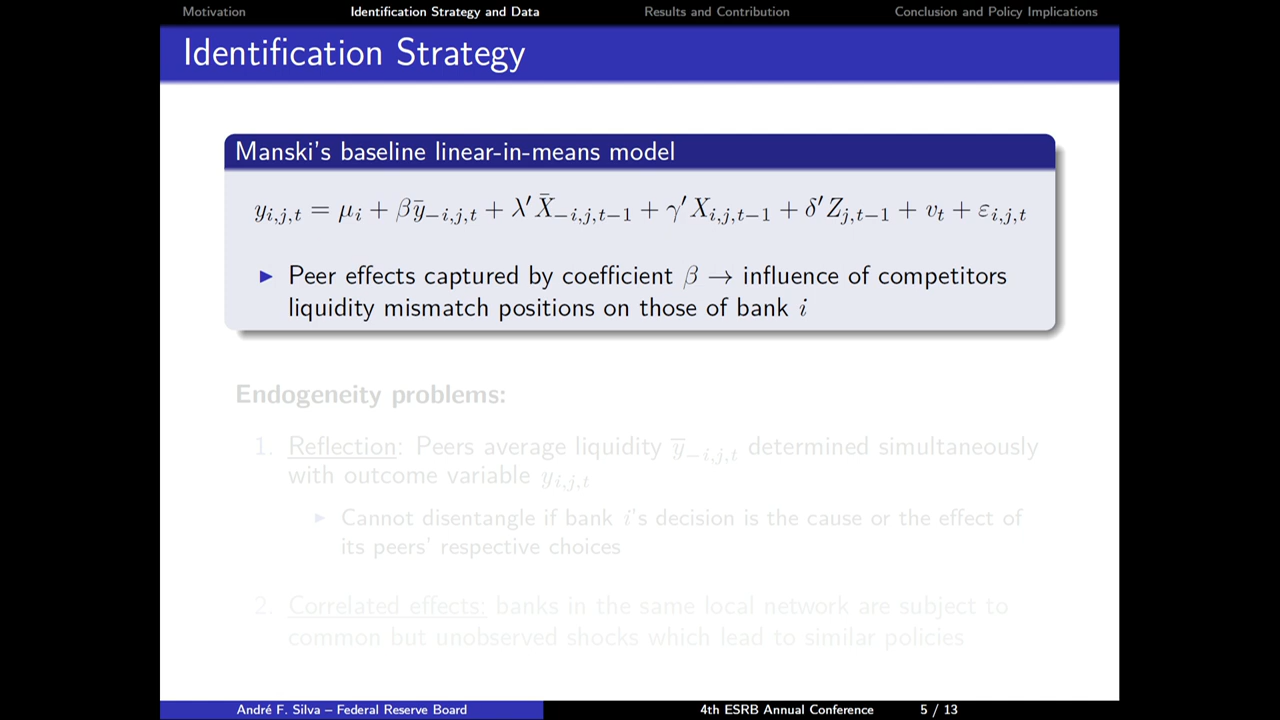 Motivation
Identification Strategy and Data
Results and Contribution
Conclusion and Policy Implications
Identification Strategy
Manski's baseline linear-in-means model
y_{i,j,t} = μ_i + βȳ_{−i,j,t} + λ′X̄_{−i,j,t−1} + γ′X_{i,j,t−1} + δ′Z_{j,t−1} + v_t + ε_{i,j,t}
▶ Peer effects captured by coefficient β → influence of competitors
liquidity mismatch positions on those of bank i
Endogeneity problems:
1. Reflection: Peers average liquidity ȳ_{−i,j,t} determined simultaneously
with outcome variable y_{i,j,t}
▶ Cannot disentangle if bank i's decision is the cause or the effect of
its peers' respective choices
2. Correlated effects: banks in the same local network are subject to
common but unobserved shocks which lead to similar policies
André F. Silva – Federal Reserve Board
4th ESRB Annual Conference
5 / 13